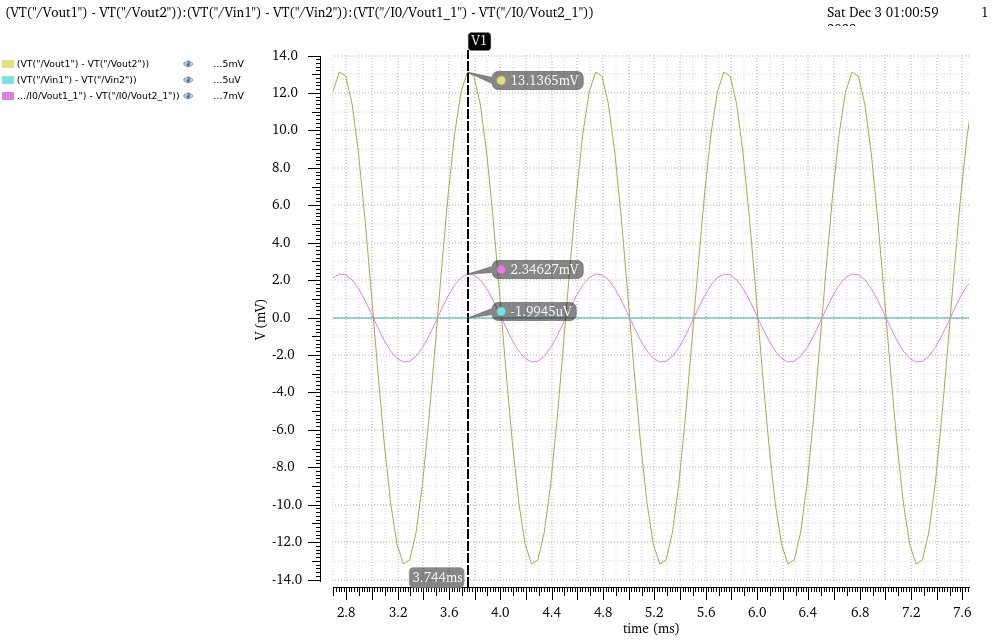 (VT("/Vout1") - VT("/Vout2")):(VT("/Vin1") - VT("/Vin2")):(VT("/I0/Vout1_1") - VT("/I0/Vout2_1"))
Sat Dec 3 01:00:59 1
V1
(VT("/Vout1") - VT("/Vout2")) ...5mV
(VT("/Vin1") - VT("/Vin2")) ...5uV
.../I0/Vout1_1") - VT("/I0/Vout2_1")) ...7mV
14.0
12.0
10.0
8.0
6.0
4.0
2.0
0.0
-2.0
-4.0
-6.0
-8.0
-10.0
-12.0
-14.0
V (mV)
13.1365mV
2.34627mV
-1.9945uV
3.744ms
2.8 3.2 3.6 4.0 4.4 4.8 5.2 5.6 6.0 6.4 6.8 7.2 7.6
time (ms)